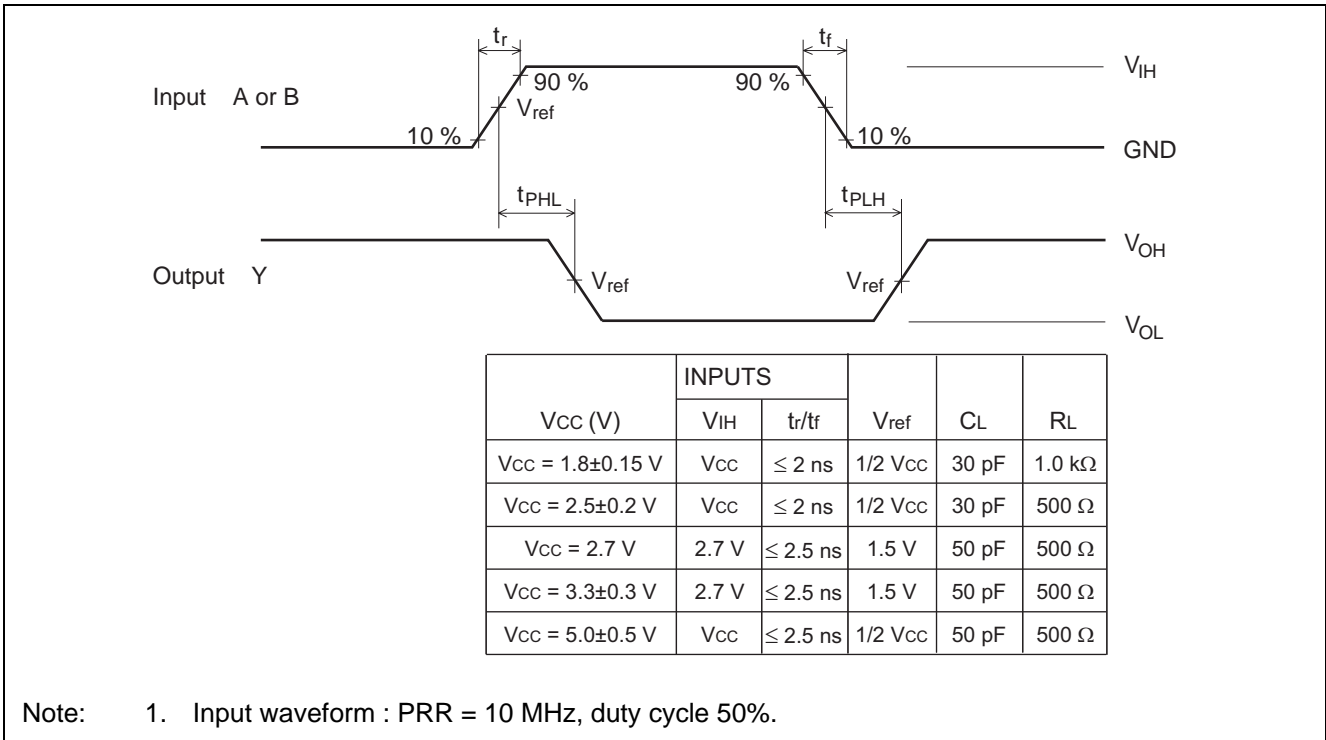 tr
tf
VIH
90 %
90 %
Input A or B
Vref
10 %
10 %
GND
tPHL
tPLH
VOH
Output Y
Vref
Vref
VOL
INPUTS
VCC (V) VIH tr/tf Vref CL RL
VCC = 1.8±0.15 V VCC ≤ 2 ns 1/2 VCC 30 pF 1.0 kΩ
VCC = 2.5±0.2 V VCC ≤ 2 ns 1/2 VCC 30 pF 500 Ω
VCC = 2.7 V 2.7 V ≤ 2.5 ns 1.5 V 50 pF 500 Ω
VCC = 3.3±0.3 V 2.7 V ≤ 2.5 ns 1.5 V 50 pF 500 Ω
VCC = 5.0±0.5 V VCC ≤ 2.5 ns 1/2 VCC 50 pF 500 Ω
Note: 1. Input waveform : PRR = 10 MHz, duty cycle 50%.